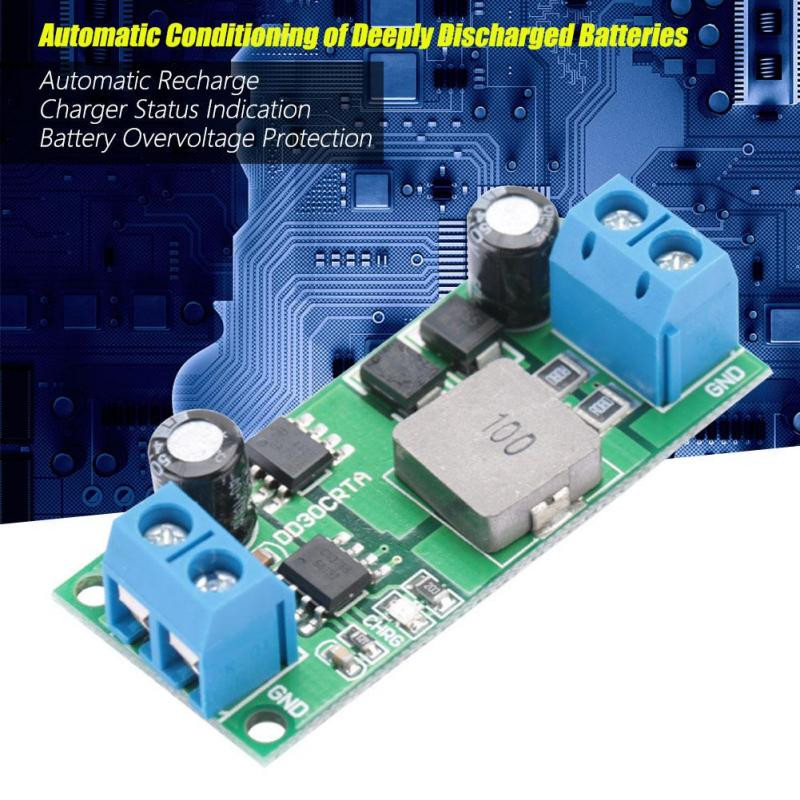 Automatic Conditioning of Deeply Discharged Batteries
Automatic Recharge
Charger Status Indication
Battery Overvoltage Protection
GND
100
DD30CRTA
CHRG
GND